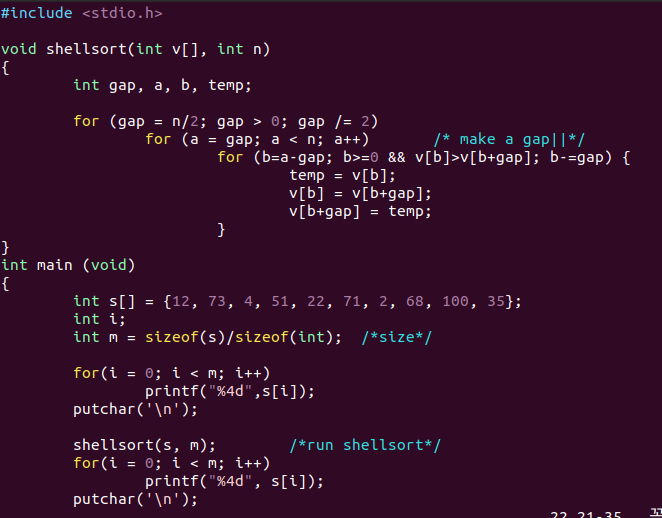 #include <stdio.h>

void shellsort(int v[], int n)
{
        int gap, a, b, temp;

        for (gap = n/2; gap > 0; gap /= 2)
                for (a = gap; a < n; a++)       /* make a gap||*/
                        for (b=a-gap; b>=0 && v[b]>v[b+gap]; b-=gap) {
                                temp = v[b];
                                v[b] = v[b+gap];
                                v[b+gap] = temp;
                        }
}
int main (void)
{
        int s[] = {12, 73, 4, 51, 22, 71, 2, 68, 100, 35};
        int i;
        int m = sizeof(s)/sizeof(int);  /*size*/

        for(i = 0; i < m; i++)
                printf("%4d",s[i]);
        putchar('\n');

        shellsort(s, m);        /*run shellsort*/
        for(i = 0; i < m; i++)
                printf("%4d", s[i]);
        putchar('\n');
22,21-35